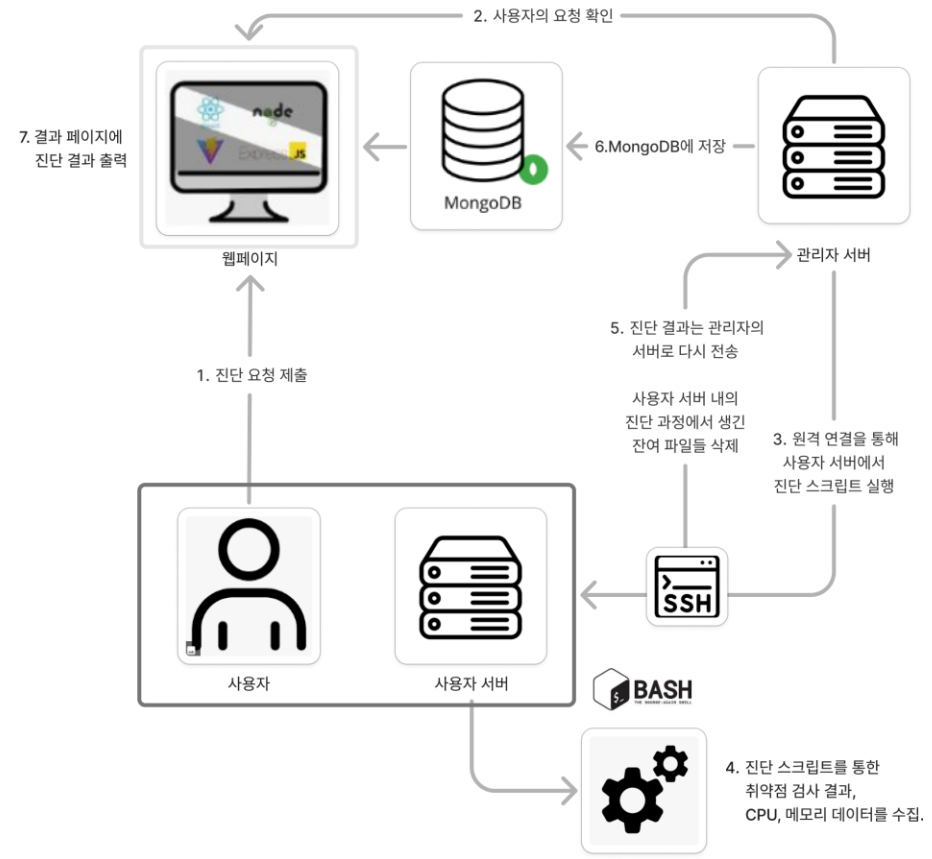 2. 사용자의 요청 확인
node
Express
JS
7. 결과 페이지에
진단 결과 출력
6.MongoDB에 저장
MongoDB
웹페이지
관리자 서버
5. 진단 결과는 관리자의
서버로 다시 전송
1. 진단 요청 제출
사용자 서버 내의
진단 과정에서 생긴
잔여 파일들 삭제
3. 원격 연결을 통해
사용자 서버에서
진단 스크립트 실행
SSH
사용자
사용자 서버
$_
BASH
THE BOURNE-AGAIN SHELL
4. 진단 스크립트를 통한
취약점 검사 결과,
CPU, 메모리 데이터를 수집.